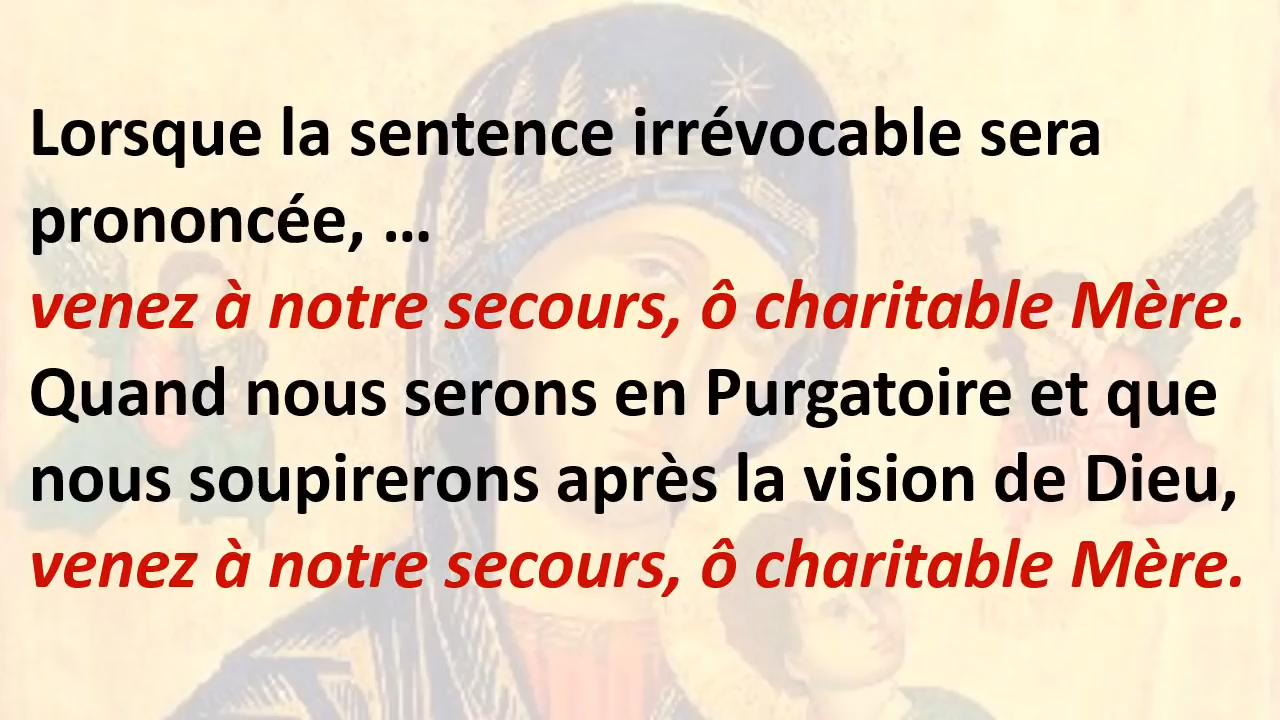 Lorsque la sentence irrévocable sera
prononcée, ...
venez à notre secours, ô charitable Mère.
Quand nous serons en Purgatoire et que
nous soupirerons après la vision de Dieu,
venez à notre secours, ô charitable Mère.